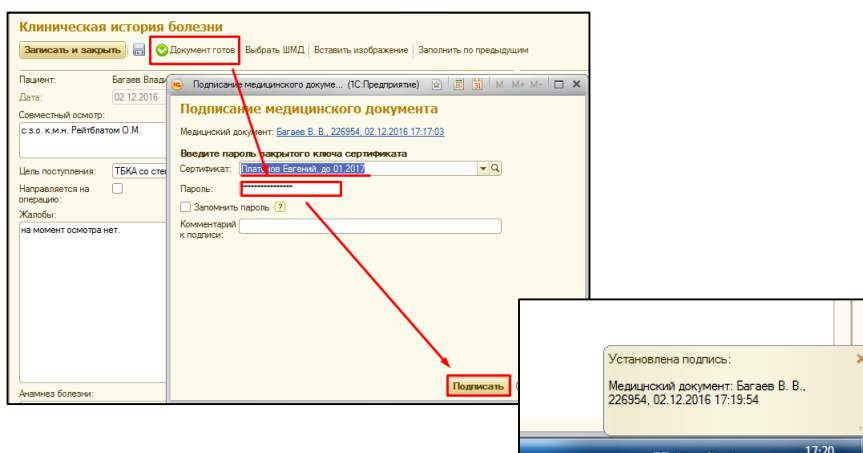 Клиническая история болезни
Записать и закрыть Документ готов Выбрать ШМД Вставить изображение Заполнить по предыдущим
Пациент: Багаев Влади
Дата: 02.12.2016
Совместный осмотр:
с з.о. к.м.н. Рейтблатом О.М.
Цель поступления: ТБКА со стен
Направляется на
операцию:
Жалобы:
на момент осмотра нет.
Анамнез болезни:
Подписание медицинского докуме... (1С:Предприятие) M M+ M-
Подписание медицинского документа
Медицнский документ: Багаев В. В., 226954, 02.12.2016 17:17:03
Введите пароль закрытого ключа сертификата
Сертификат: Платонов Евгений, до 01.2017
Пароль: ****************
Запомнить пароль ?
Комментарий
к подписи:
Подписать
Установлена подпись:
Медицнский документ: Багаев В. В.,
226954, 02.12.2016 17:19:54
17:20